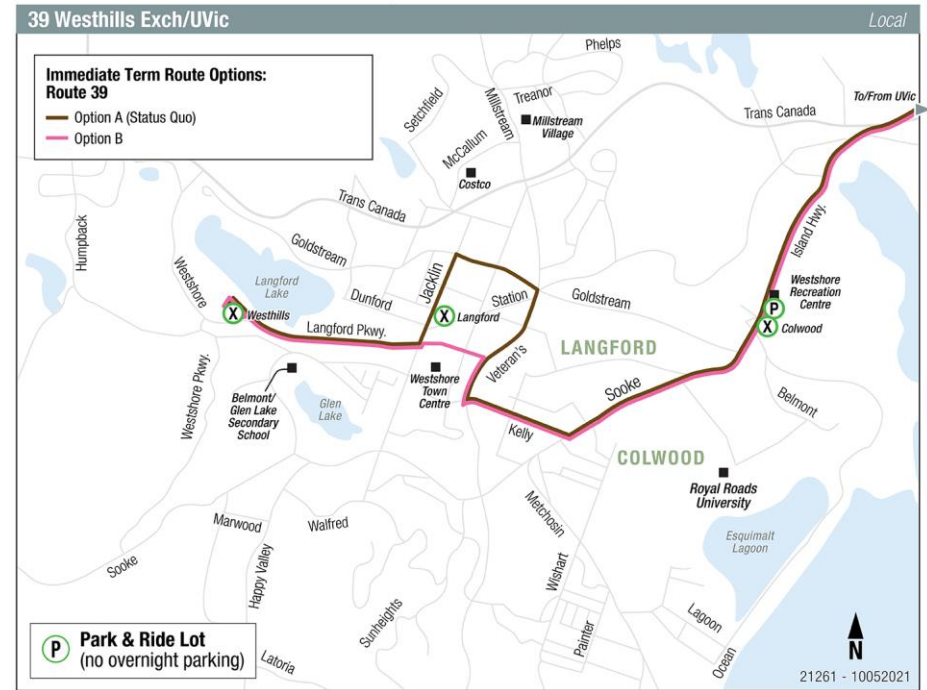 39 Westhills Exch/UVic
Local
Immediate Term Route Options:
Route 39
Option A (Status Quo)
Option B
Phelps
Treanor
Millstream
Millstream
Village
Setchfield
McCallum
Costco
To/From UVic
Trans Canada
Trans Canada
Humpback
Westshore
Goldstream
Langford
Lake
Dunford
Jacklin
Station
Goldstream
Island Hwy.
Westshore
Recreation
Centre
P
X
Colwood
X
Westhills
X
Langford
Langford Pkwy.
LANGFORD
Veteran's
Westshore
Town
Centre
Westshore Pkwy.
Belmont/
Glen Lake
Secondary
School
Glen
Lake
Sooke
Belmont
Kelly
COLWOOD
Royal Roads
University
Metchosin
Esquimalt
Lagoon
Marwood
Walfred
Sooke
Happy Valley
Wishart
Sunheights
Painter
Lagoon
Ocean
Latoria
P
Park & Ride Lot
(no overnight parking)
N
21261 - 10052021